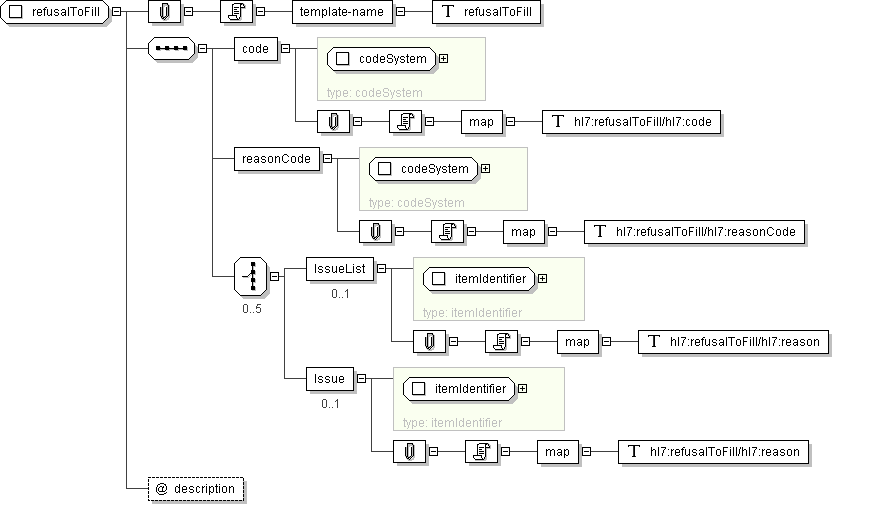 refusalToFill
template-name
T refusalToFill
code
codeSystem
type: codeSystem
map
T hl7:refusalToFill/hl7:code
reasonCode
codeSystem
type: codeSystem
map
T hl7:refusalToFill/hl7:reasonCode
0..5
IssueList
0..1
itemIdentifier
type: itemIdentifier
map
T hl7:refusalToFill/hl7:reason
Issue
0..1
itemIdentifier
type: itemIdentifier
map
T hl7:refusalToFill/hl7:reason
@ description